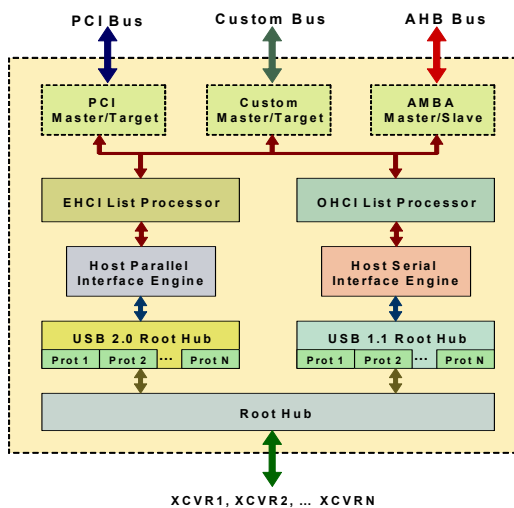 PCI Bus
Custom Bus
AHB Bus
PCI
Master/Target
Custom
Master/Target
AMBA
Master/Slave
EHCI List Processor
OHCI List Processor
Host Parallel
Interface Engine
Host Serial
Interface Engine
USB 2.0 Root Hub
Prot 1
Prot 2
...
Prot N
USB 1.1 Root Hub
Prot 1
Prot 2
...
Prot N
Root Hub
XCVR1, XCVR2, ... XCVRN